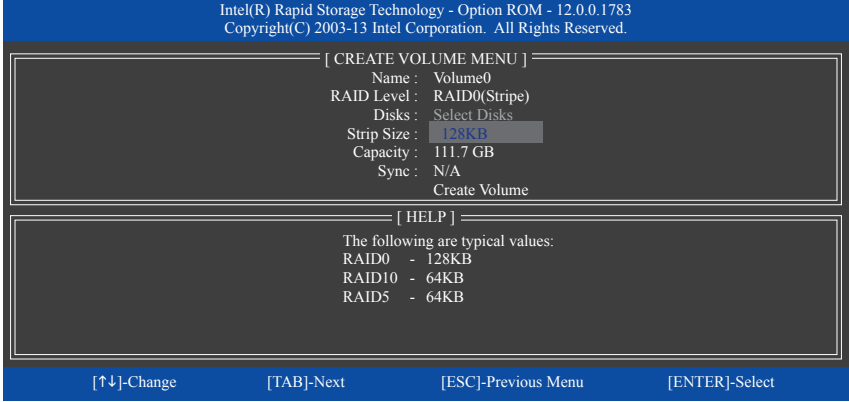 Intel(R) Rapid Storage Technology - Option ROM - 12.0.0.1783
Copyright(C) 2003-13 Intel Corporation. All Rights Reserved.
[ CREATE VOLUME MENU ]
Name : Volume0
RAID Level : RAID0(Stripe)
Disks : Select Disks
Strip Size : 128KB
Capacity : 111.7 GB
Sync : N/A
Create Volume
[ HELP ]
The following are typical values:
RAID0 - 128KB
RAID10 - 64KB
RAID5 - 64KB
[↑↓]-Change [TAB]-Next [ESC]-Previous Menu [ENTER]-Select